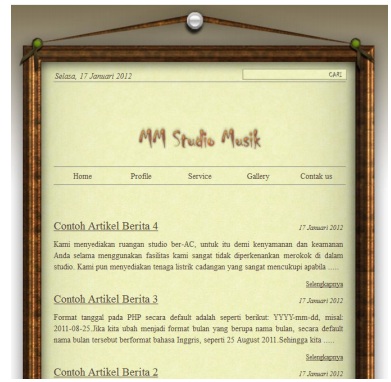 Selasa, 17 Januari 2012
CARI
MM Studio Musik
Home Profile Service Gallery Contak us
Contoh Artikel Berita 4 17 Januari 2012
Kami menyediakan ruangan studio ber-AC, untuk itu demi kenyamanan dan keamanan
Anda selama menggunakan fasilitas kami sangat tidak diperkenankan merokok di dalam
studio. Kami pun menyediakan tenaga listrik cadangan yang sangat mencukupi apabila .....
Selengkapnya
Contoh Artikel Berita 3 17 Januari 2012
Format tanggal pada PHP secara default adalah seperti berikut: YYYY-mm-dd, misal:
2011-08-25.Jika kita ubah menjadi format bulan yang berupa nama bulan, secara default
nama bulan tersebut berformat bahasa Inggris, seperti 25 August 2011.Sehingga kita .....
Selengkapnya
Contoh Artikel Berita 2 17 Januari 2012